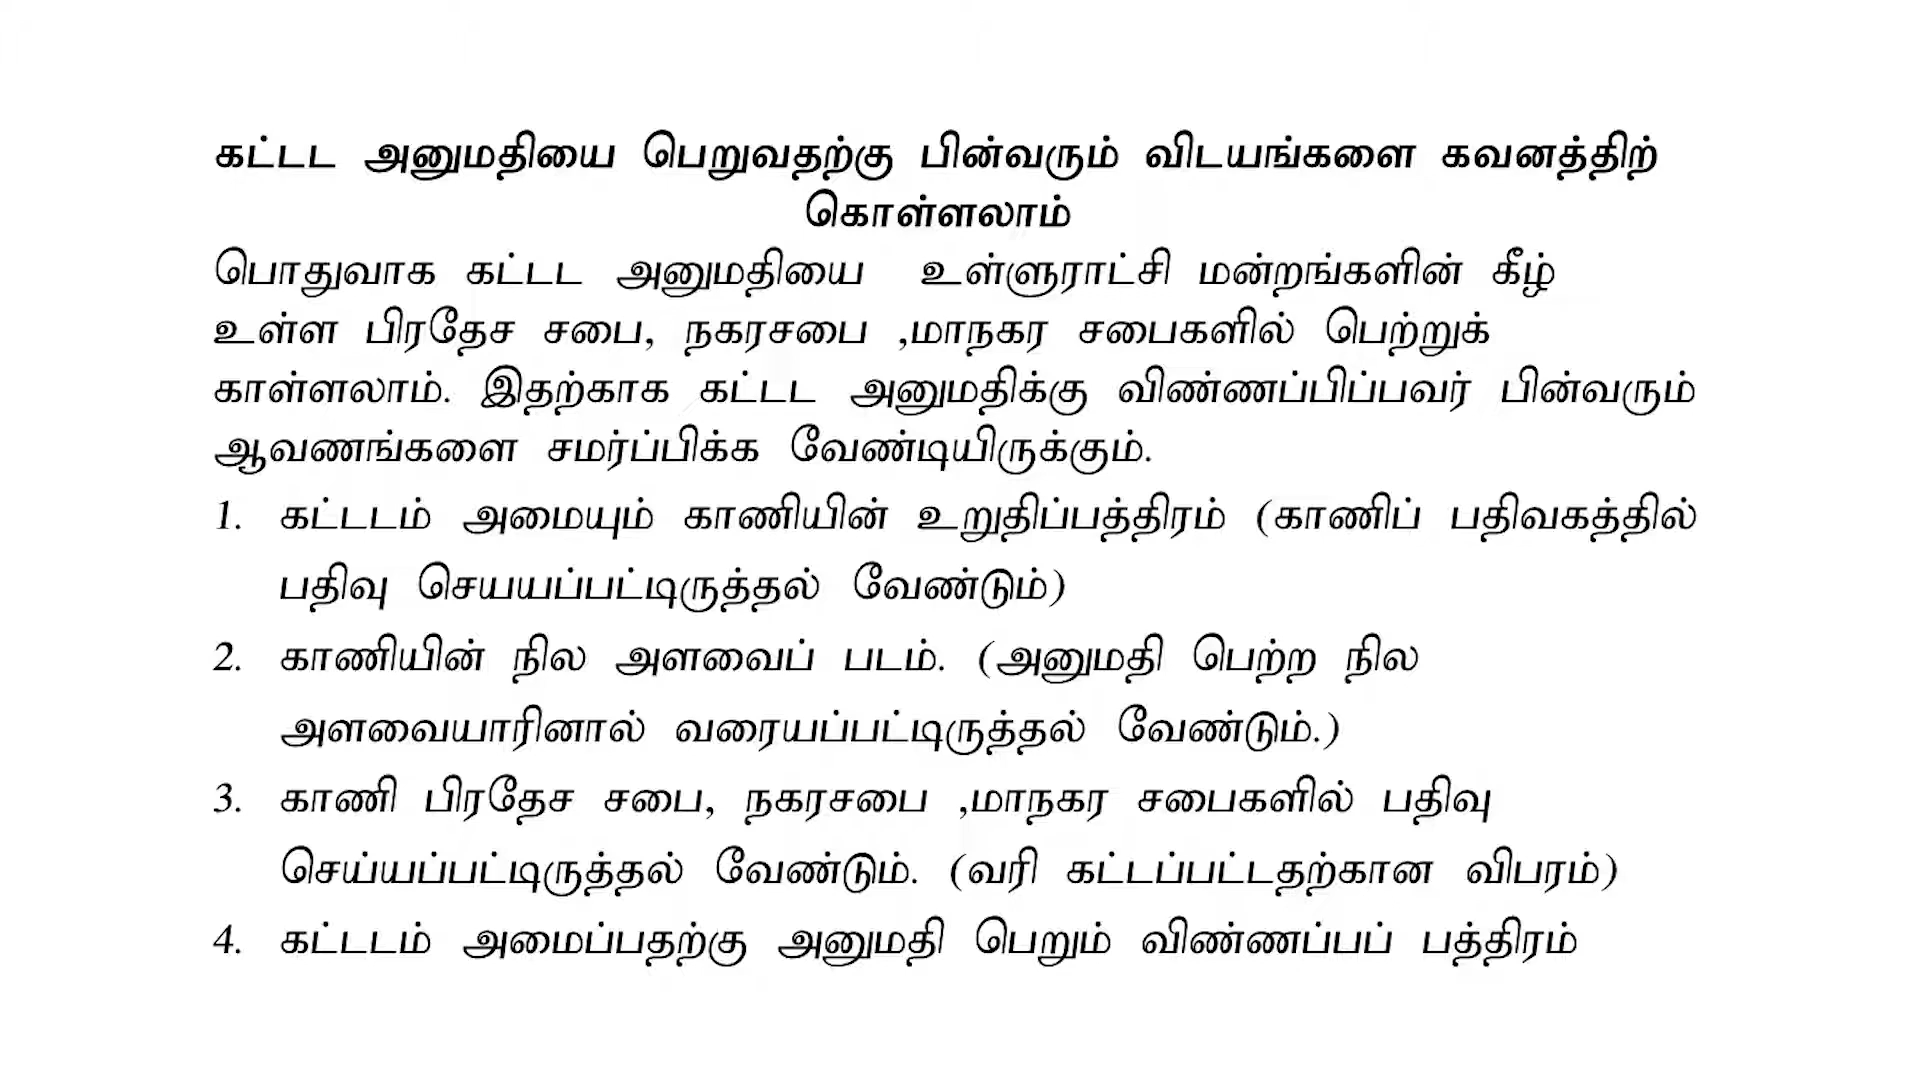 கட்டட அனுமதியை பெறுவதற்கு பின்வரும் விடயங்களை கவனத்திற்
கொள்ளலாம்
பொதுவாக கட்டட அனுமதியை உள்ளுராட்சி மன்றங்களின் கீழ்
உள்ள பிரதேச சபை, நகரசபை ,மாநகர சபைகளில் பெற்றுக்
காள்ளலாம். இதற்காக கட்டட அனுமதிக்கு விண்ணப்பிப்பவர் பின்வரும்
ஆவணங்களை சமர்ப்பிக்க வேண்டியிருக்கும்.
1. கட்டடம் அமையும் காணியின் உறுதிப்பத்திரம் (காணிப் பதிவகத்தில்
பதிவு செயயப்பட்டிருத்தல் வேண்டும்)
2. காணியின் நில அளவைப் படம். (அனுமதி பெற்ற நில
அளவையாரினால் வரையப்பட்டிருத்தல் வேண்டும்.)
3. காணி பிரதேச சபை, நகரசபை ,மாநகர சபைகளில் பதிவு
செய்யப்பட்டிருத்தல் வேண்டும். (வரி கட்டப்பட்டதற்கான விபரம்)
4. கட்டடம் அமைப்பதற்கு அனுமதி பெறும் விண்ணப்பப் பத்திரம்